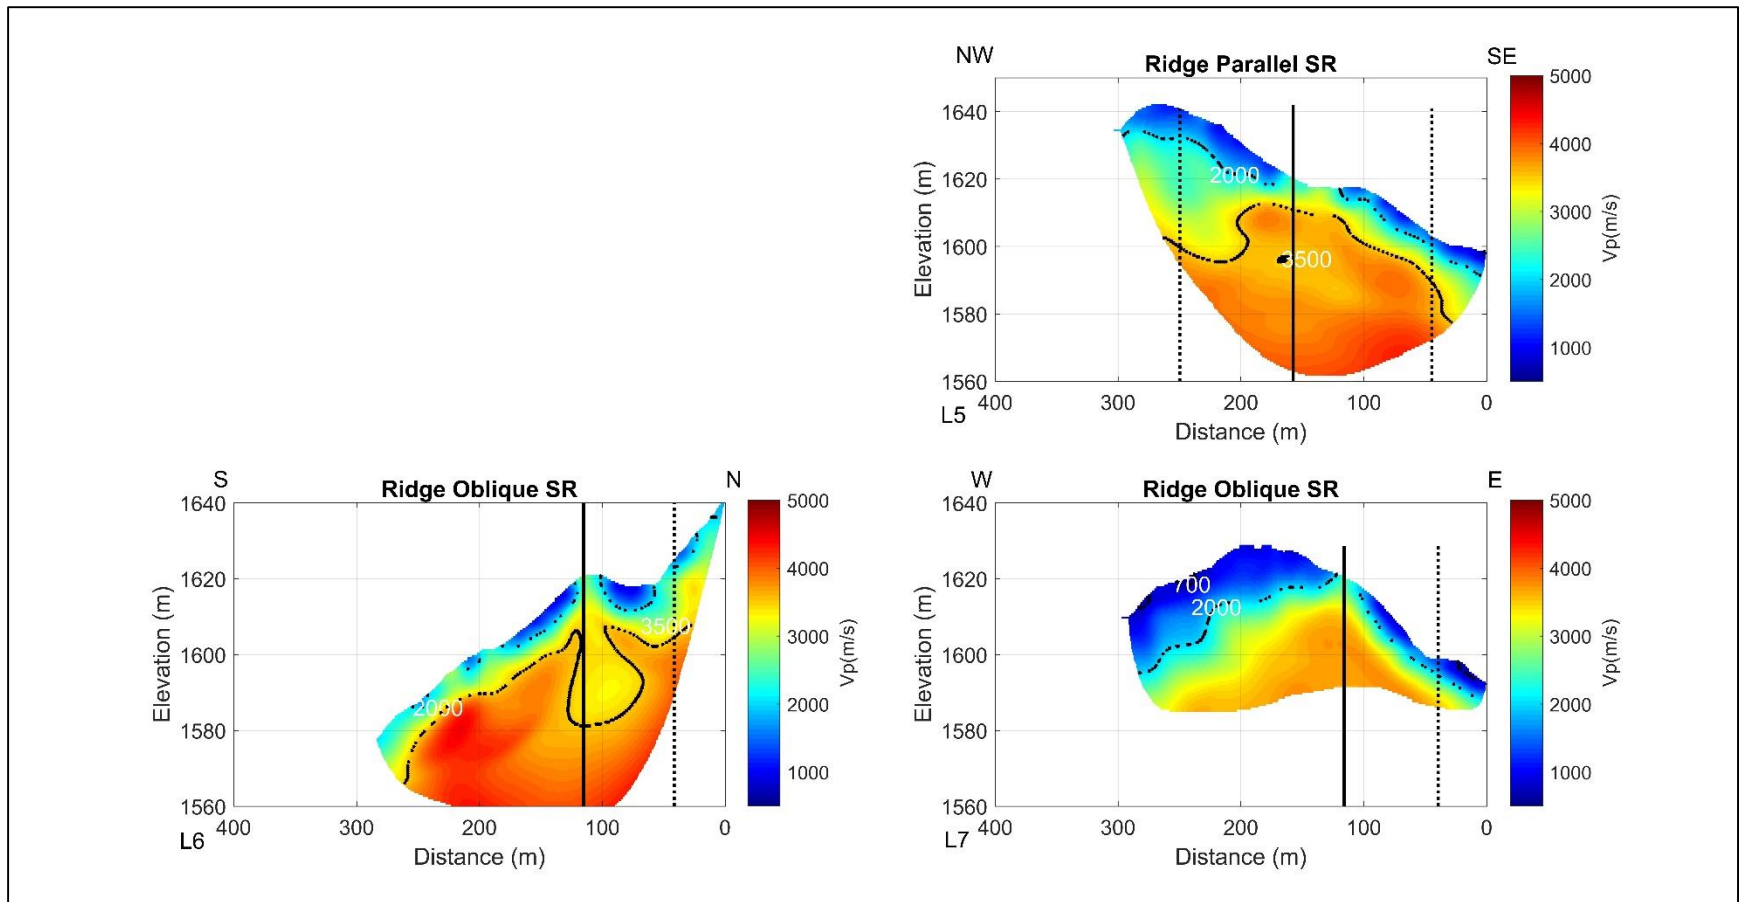 NW
Ridge Parallel SR
SE
1640
1620
1600
1580
1560
Elevation (m)
2000
3500
5000
4000
3000
2000
1000
Vp(m/s)
400
300
200
100
0
L5
Distance (m)
S
Ridge Oblique SR
N
1640
1620
1600
1580
1560
Elevation (m)
3500
2000
5000
4000
3000
2000
1000
Vp(m/s)
400
300
200
100
0
L6
Distance (m)
W
Ridge Oblique SR
E
1640
1620
1600
1580
1560
Elevation (m)
700
2000
5000
4000
3000
2000
1000
Vp(m/s)
400
300
200
100
0
L7
Distance (m)